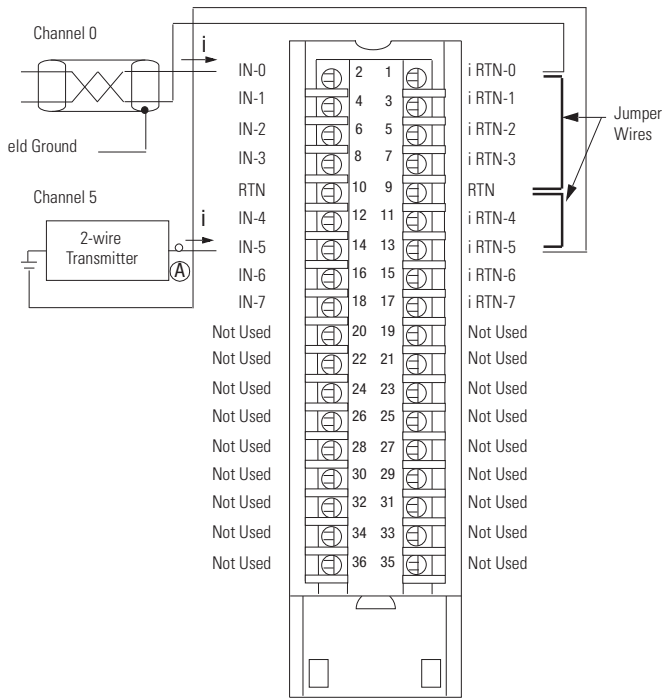 Channel 0
i
eld Ground
Channel 5
i
2-wire
Transmitter
A
IN-0 2 1 i RTN-0
IN-1 4 3 i RTN-1
IN-2 6 5 i RTN-2
IN-3 8 7 i RTN-3
RTN 10 9 RTN
IN-4 12 11 i RTN-4
IN-5 14 13 i RTN-5
IN-6 16 15 i RTN-6
IN-7 18 17 i RTN-7
Not Used 20 19 Not Used
Not Used 22 21 Not Used
Not Used 24 23 Not Used
Not Used 26 25 Not Used
Not Used 28 27 Not Used
Not Used 30 29 Not Used
Not Used 32 31 Not Used
Not Used 34 33 Not Used
Not Used 36 35 Not Used
Jumper
Wires